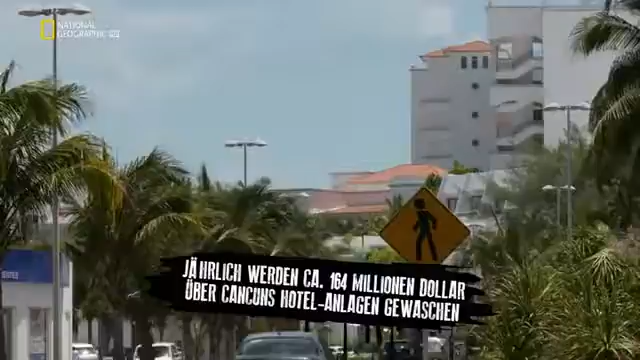 NATIONAL
GEOGRAPHIC
JÄHRLICH WERDEN CA. 164 MILLIONEN DOLLAR
ÜBER CANCUNS HOTEL-ANLAGEN GEWASCHEN